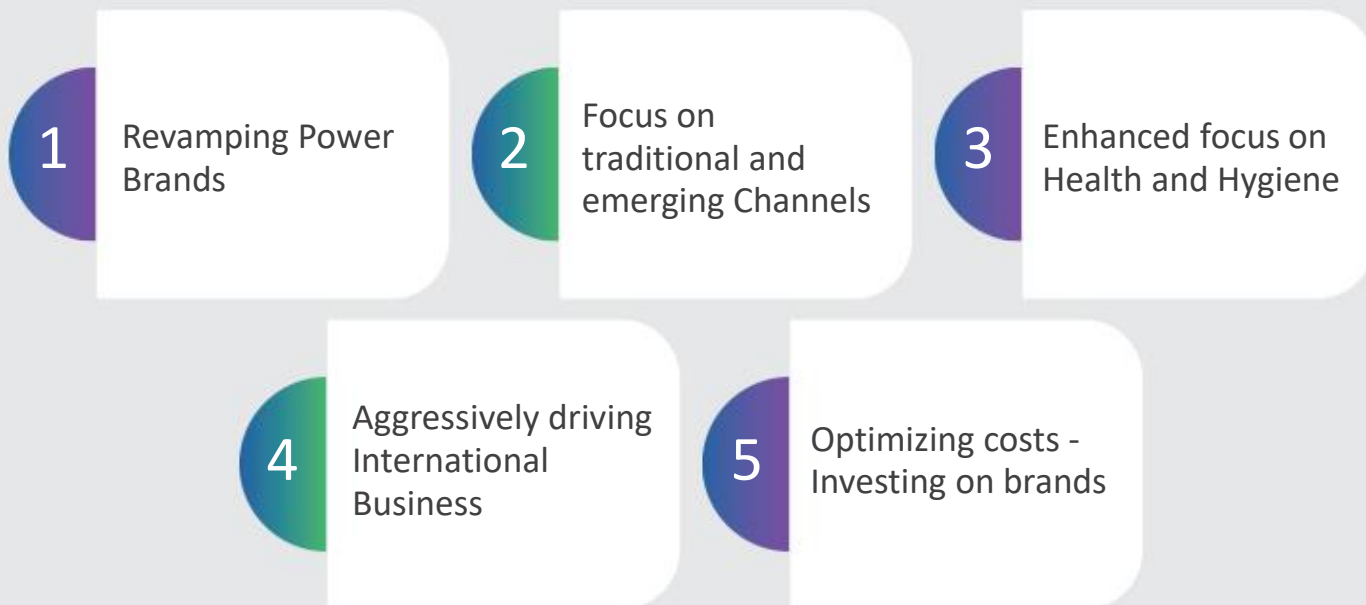 1
Revamping Power
Brands
2
Focus on
traditional and
emerging Channels
3
Enhanced focus on
Health and Hygiene
4
Aggressively driving
International
Business
5
Optimizing costs -
Investing on brands